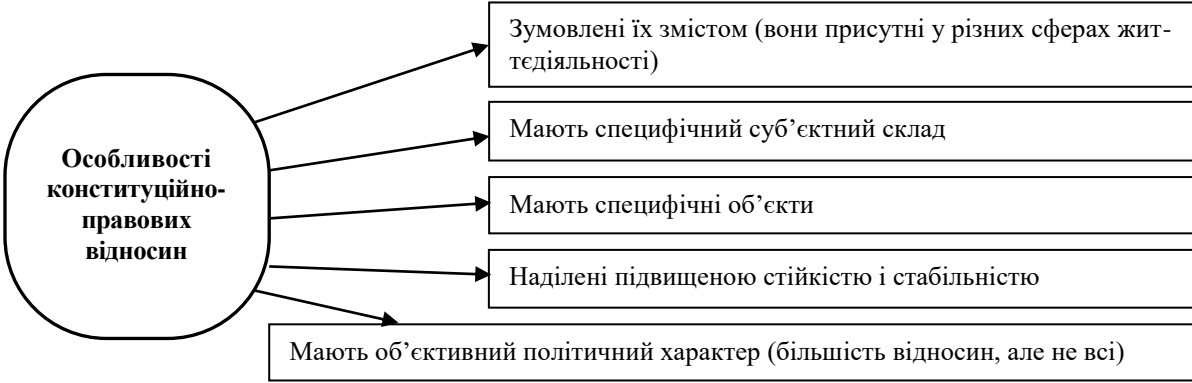 Особливості
конституційно-
правових
відносин
Зумовлені їх змістом (вони присутні у різних сферах жит-
тєдіяльності)
Мають специфічний суб’єктний склад
Мають специфічні об’єкти
Наділені підвищеною стійкістю і стабільністю
Мають об’єктивний політичний характер (більшість відносин, але не всі)